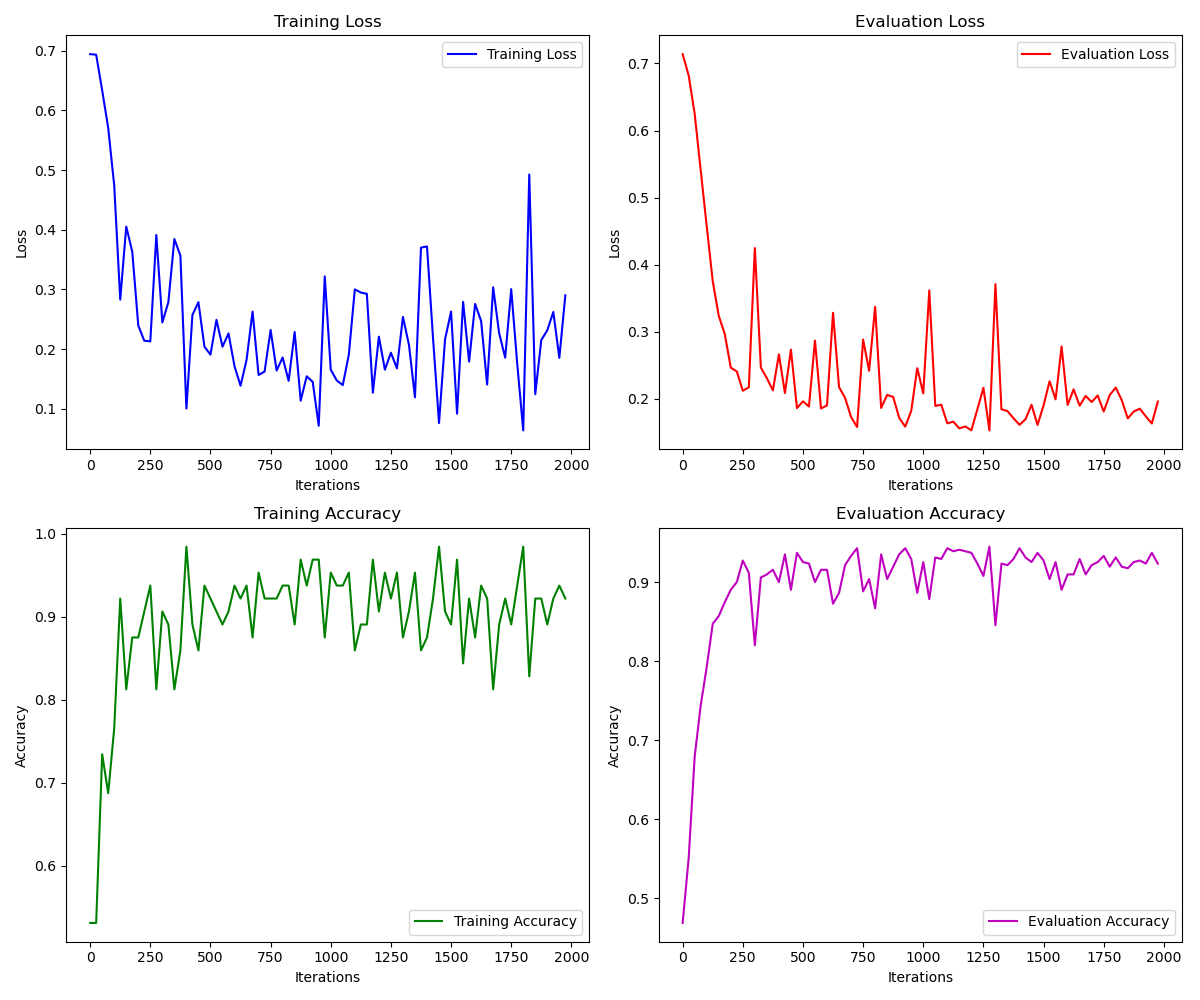 Training Loss
Training Loss
0.7
0.6
0.5
0.4
0.3
0.2
0.1
Loss
0 250 500 750 1000 1250 1500 1750 2000
Iterations
Evaluation Loss
Evaluation Loss
0.7
0.6
0.5
0.4
0.3
0.2
Loss
0 250 500 750 1000 1250 1500 1750 2000
Iterations
Training Accuracy
1.0
0.9
0.8
0.7
0.6
Accuracy
Training Accuracy
0 250 500 750 1000 1250 1500 1750 2000
Iterations
Evaluation Accuracy
0.9
0.8
0.7
0.6
0.5
Accuracy
Evaluation Accuracy
0 250 500 750 1000 1250 1500 1750 2000
Iterations